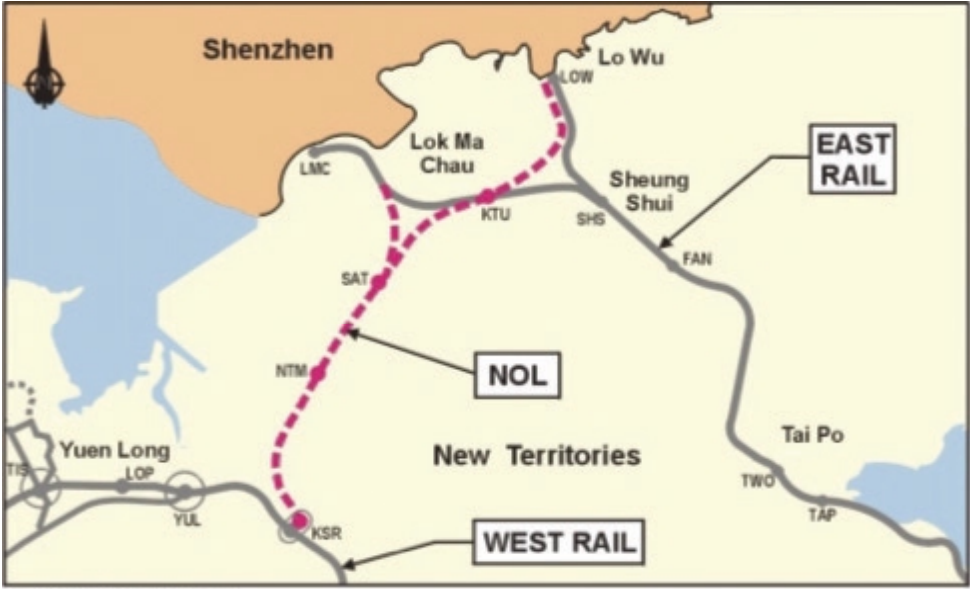 Shenzhen
Lo Wu
LOW
Lok Ma
Chau
LMC
EAST
RAIL
Sheung
Shui
KTU
SHS
FAN
SAT
NOL
NTM
Tai Po
Yuen Long
New Territories
TIS
LOP
TWO
YUL
TAP
KSR
WEST RAIL